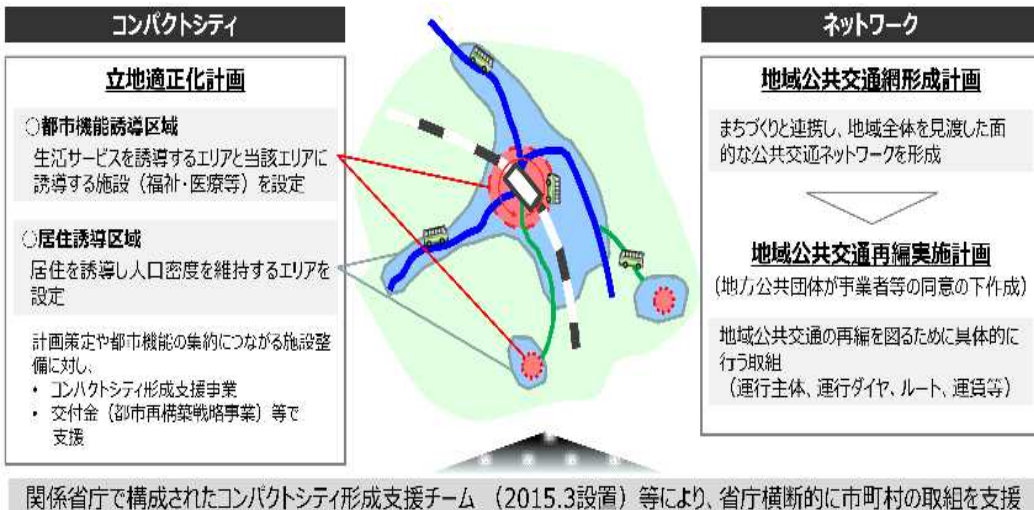 コンパクトシティ
立地適正化計画
○都市機能誘導区域
生活サービスを誘導するエリアと当該エリアに
誘導する施設（福祉・医療等）を設定
○居住誘導区域
居住を誘導し人口密度を維持するエリアを
設定
計画策定や都市機能の集約につながる施設整
備に対し、
• コンパクトシティ形成支援事業
• 交付金（都市再構築戦略事業）等で
支援
ネットワーク
地域公共交通網形成計画
まちづくりと連携し、地域全体を見渡した面
的な公共交通ネットワークを形成
地域公共交通再編実施計画
（地方公共団体が事業者等の同意の下作成）
地域公共交通の再編を図るために具体的に
行う取組
（運行主体、運行ダイヤ、ルート、運賃等）
関係省庁で構成されたコンパクトシティ形成支援チーム （2015.3設置）等により、省庁横断的に市町村の取組を支援